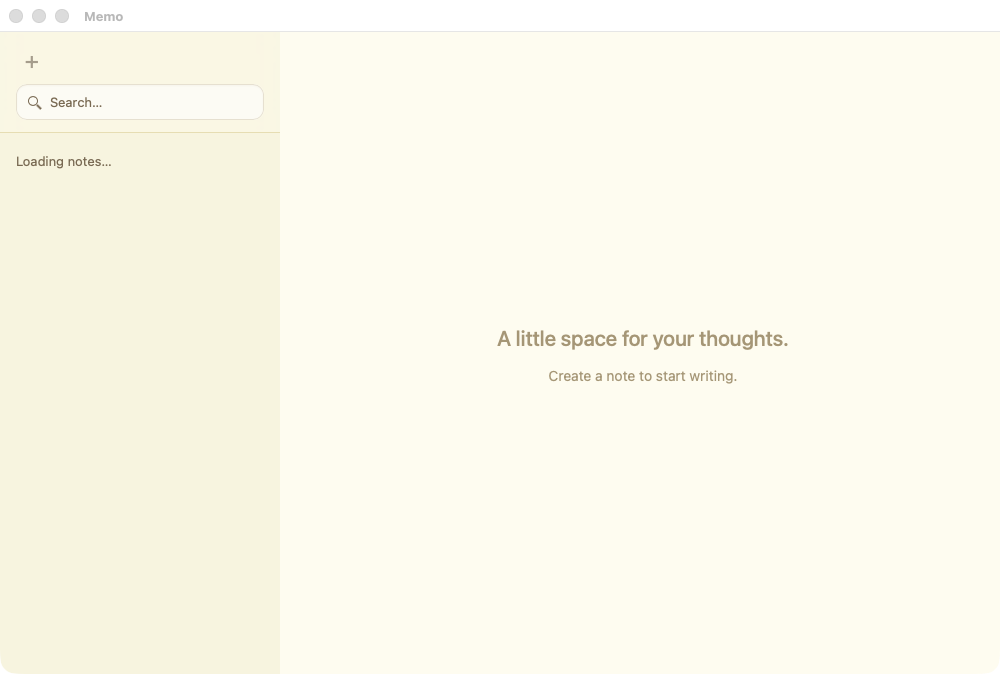 Memo
Search...
Loading notes...
A little space for your thoughts.
Create a note to start writing.